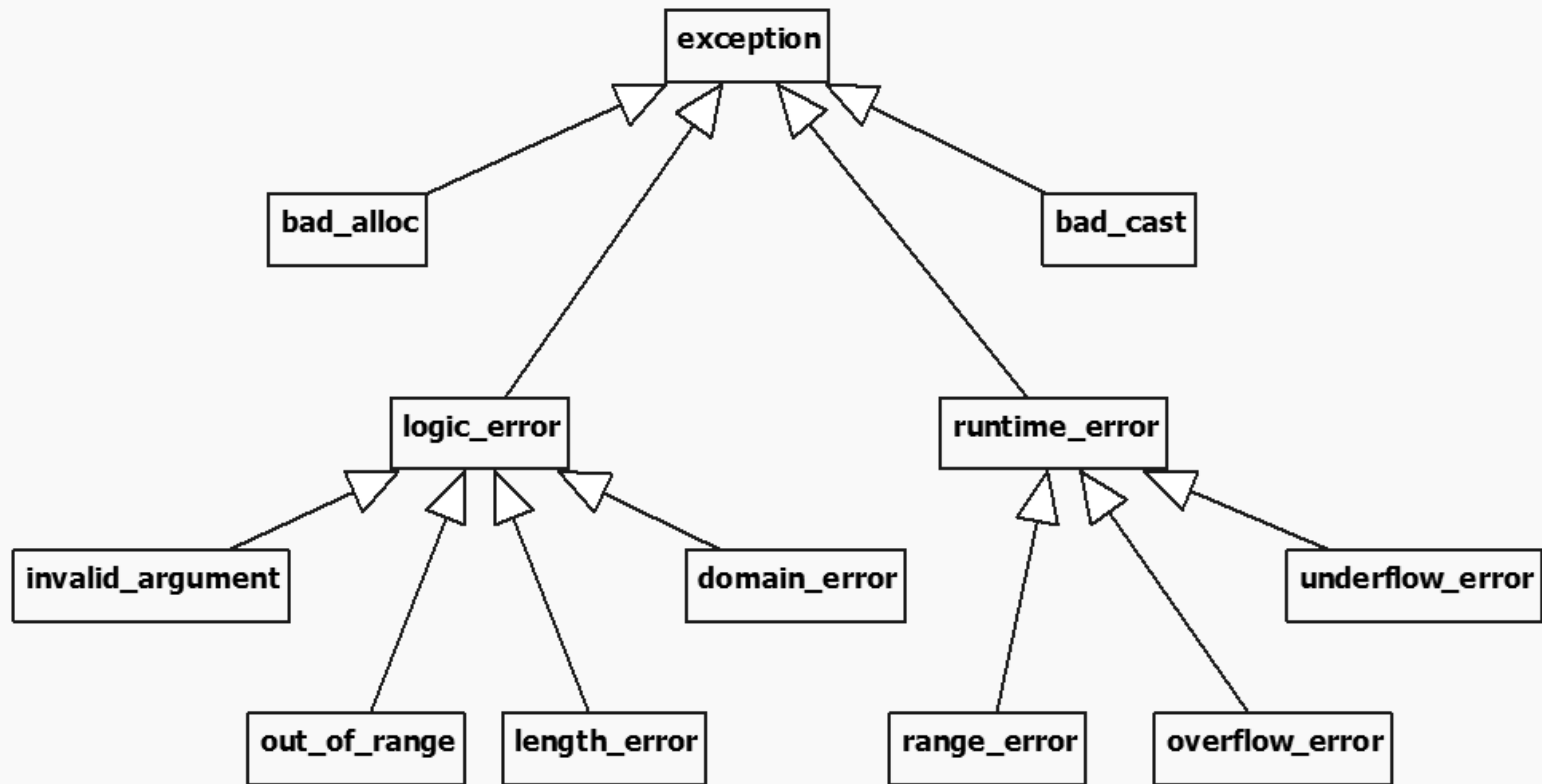 exception
bad_alloc
bad_cast
logic_error
runtime_error
invalid_argument
domain_error
underflow_error
out_of_range
length_error
range_error
overflow_error